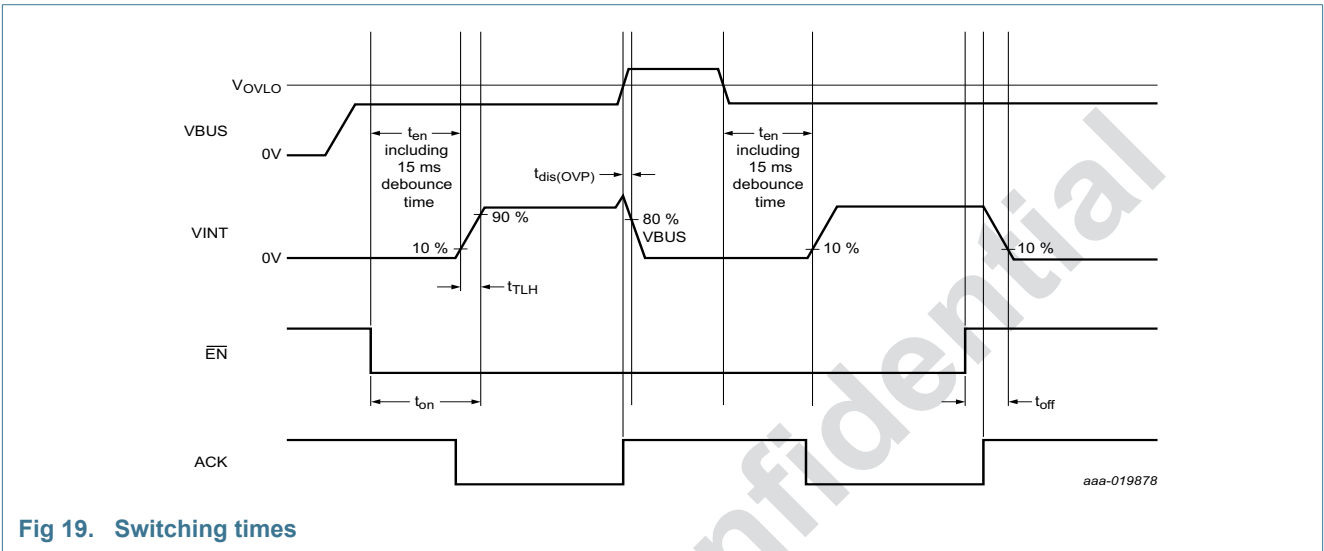 VOVLO
VBUS
0V
ten
including
15 ms
debounce
time
tdis(OVP)
ten
including
15 ms
debounce
time
VINT
0V
10 %
90 %
80 %
VBUS
10 %
10 %
tTLH
EN
ton
toff
ACK
aaa-019878
Fig 19. Switching times
nfidential